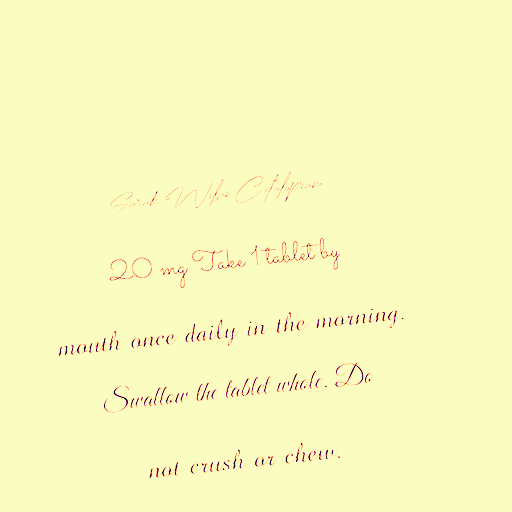 Sarah Citalopram
20 mg Take 1 tablet by
mouth once daily in the morning.
Swallow the tablet whole. Do
not crush or chew.